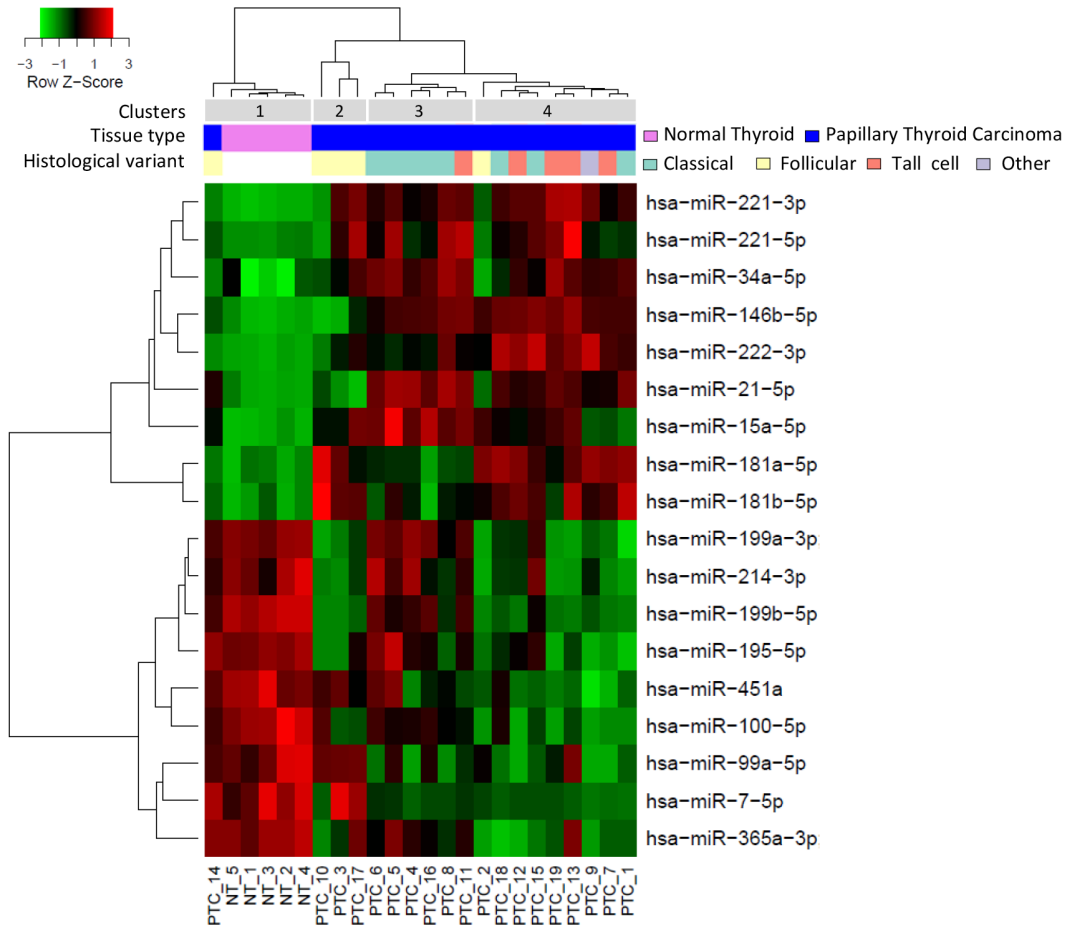 −3 −1 1 3
Row Z−Score
Clusters 1 2 3 4
Tissue type Normal Thyroid Papillary Thyroid Carcinoma
Histological variant Classical Follicular Tall cell Other
hsa−miR−221−3p
hsa−miR−221−5p
hsa−miR−34a−5p
hsa−miR−146b−5p
hsa−miR−222−3p
hsa−miR−21−5p
hsa−miR−15a−5p
hsa−miR−181a−5p
hsa−miR−181b−5p
hsa−miR−199a−3p
hsa−miR−214−3p
hsa−miR−199b−5p
hsa−miR−195−5p
hsa−miR−451a
hsa−miR−100−5p
hsa−miR−99a−5p
hsa−miR−7−5p
hsa−miR−365a−3p
PTC_14 NT_5 NT_1 NT_3 NT_2 NT_4 PTC_10 PTC_3 PTC_17 PTC_6 PTC_5 PTC_4 PTC_16 PTC_8 PTC_11 PTC_2 PTC_18 PTC_12 PTC_15 PTC_19 PTC_13 PTC_9 PTC_7 PTC_1